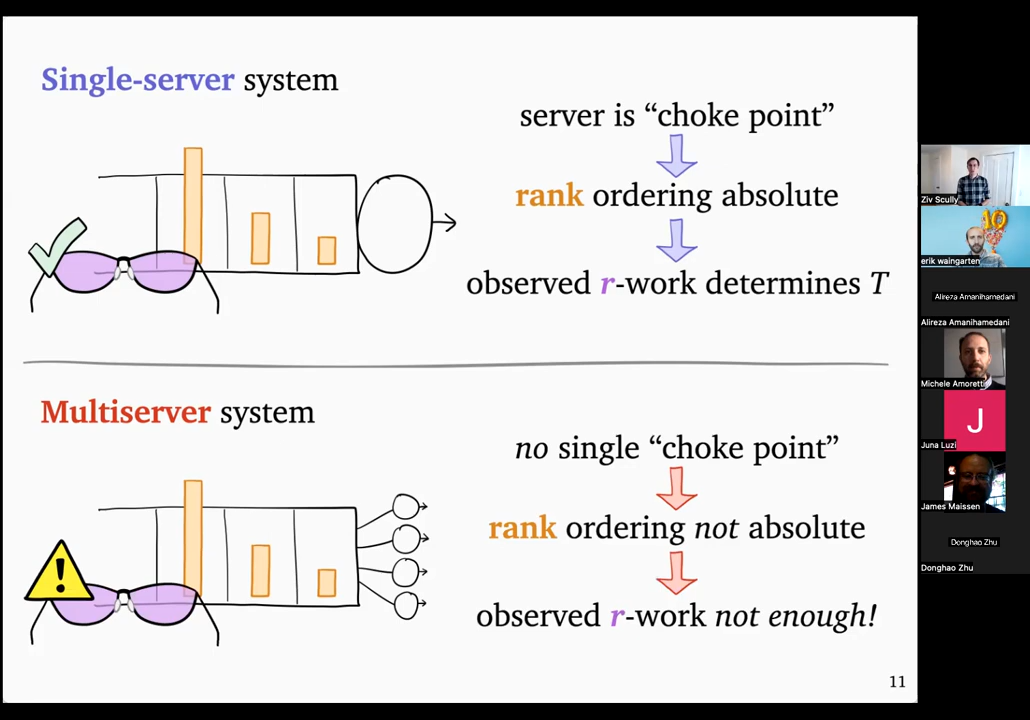 Single-server system
server is “choke point”
rank ordering absolute
observed r-work determines T
Multiserver system
no single “choke point”
rank ordering not absolute
observed r-work not enough!
!
11
Ziv Scully
10
erik waingarten
Alireza Amanihamedani
Alireza Amanihamedani
Michele Amoretti
J
Juna Luzi
James Maissen
Donghao Zhu
Donghao Zhu